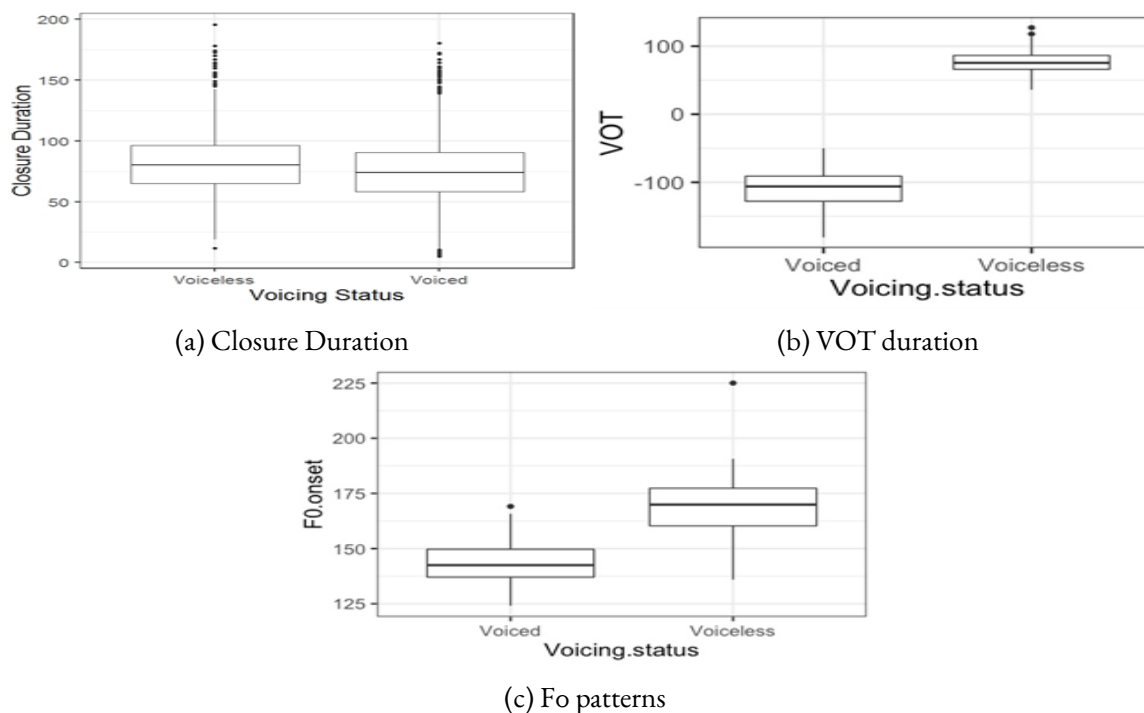 200
150
100
50
0
Closure Duration
Voiceless Voiced
Voicing Status
(a) Closure Duration
100
0
-100
VOT
Voiced Voiceless
Voicing.status
(b) VOT duration
225
200
175
150
125
F0.onset
Voiced Voiceless
Voicing.status
(c) Fo patterns